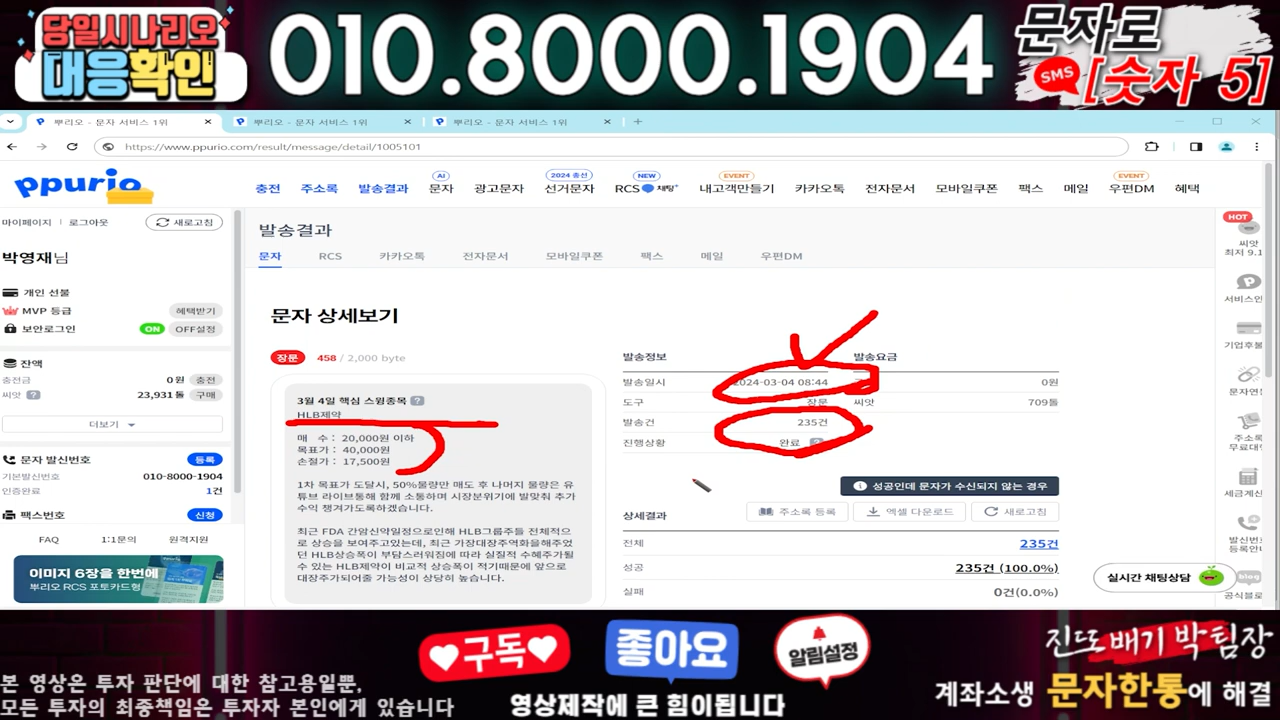 당일시나리오
대응확인
010.8000.1904
문자로
SMS [숫자 5]
뿌리오 - 문자 서비스 1위
뿌리오 - 문자 서비스 1위
뿌리오 - 문자 서비스 1위
https://www.ppurio.com/result/message/detail/1005101
ppurio
충전
주소록
발송결과
AI
문자
광고문자
2024 총선
선거문자
NEW
RCS 채팅+
EVENT
내고객만들기
카카오톡
전자문서
모바일쿠폰
팩스
메일
EVENT
우편DM
혜택
마이페이지 | 로그아웃
새로고침
박영재님
개인 선불
MVP 등급
혜택받기
보안로그인
ON
OFF설정
잔액
충전금 0원 충전
씨앗 ? 23,931 톨 구매
더보기
문자 발신번호 등록
기본발신번호 010-8000-1904
인증완료 1건
팩스번호 신청
FAQ 1:1문의 원격지원
이미지 6장을 한번에
뿌리오 RCS 포토카드형
발송결과
문자 RCS 카카오톡 전자문서 모바일쿠폰 팩스 메일 우편DM
문자 상세보기
장문 458 / 2,000 byte
3월 4일 핵심 스윙종목 ?
HLB제약
매 수 : 20,000원 이하
목표가 : 40,000원
손절가 : 17,500원
1차 목표가 도달시, 50%물량만 매도 후 나머지 물량은 유
튜브 라이브통해 함께 소통하며 시장분위기에 발맞춰 추가
수익 챙겨가도록하겠습니다.
최근 FDA 간암신약일정으로인해 HLB그룹주들 전체적으
로 상승을 보여주고있는데, 최근 가장대장주역화을해주었
던 HLB상승폭이 부담스러워짐에 따라 실질적 수혜주가될
수 있는 HLB제약이 비교적 상승폭이 적기때문에 앞으로
대장주가되어줄 가능성이 상당히 높습니다.
발송정보
발송일시 2024-03-04 08:44
도구 장문
발송건 235건
진행상황 완료 ?
발송요금
0원
씨앗 709톨
성공인데 문자가 수신되지 않는 경우
상세결과
주소록 등록
엑셀 다운로드
새로고침
전체 235건
성공 235건 (100.0%)
실패 0건(0.0%)
HOT
씨앗
최저 9.1
서비스인
기업후불
문자연
주소록
무료대
세금계산
발신번호
등록안내
blog
공식블로
실시간 채팅상담
본 영상은 투자 판단에 대한 참고용일뿐,
모든 투자의 최종책임은 투자자 본인에게 있습니다
구독
좋아요
알림설정
영상제작에 큰 힘이됩니다
진또배기 박팀장
계좌소생 문자한통에 해결